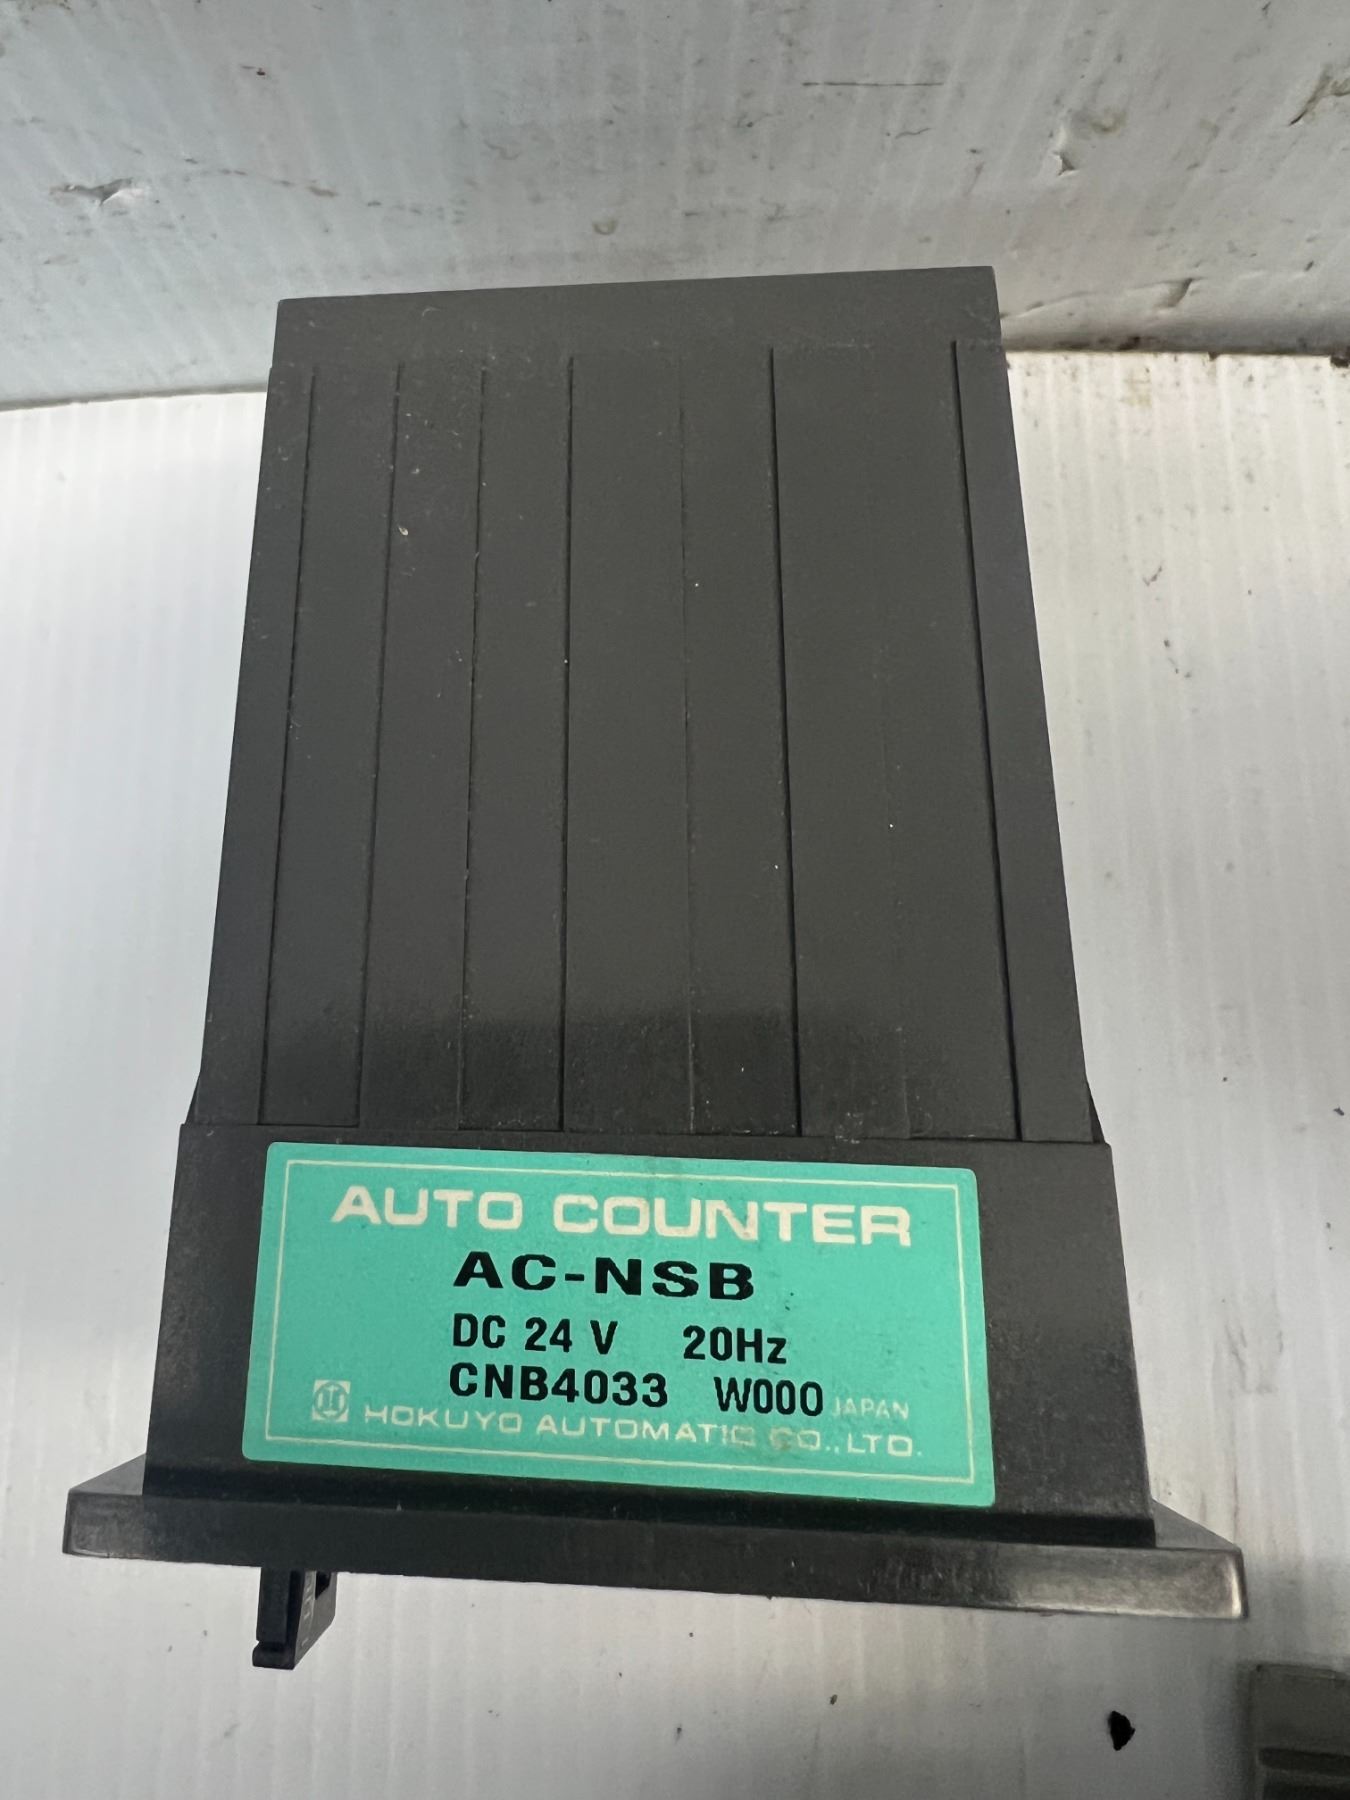 AUTO COUNTER
AC-NSB
DC 24 V 20Hz
CNB4033 W000 JAPAN
HOKUYO AUTOMATIC CO.,LTD.